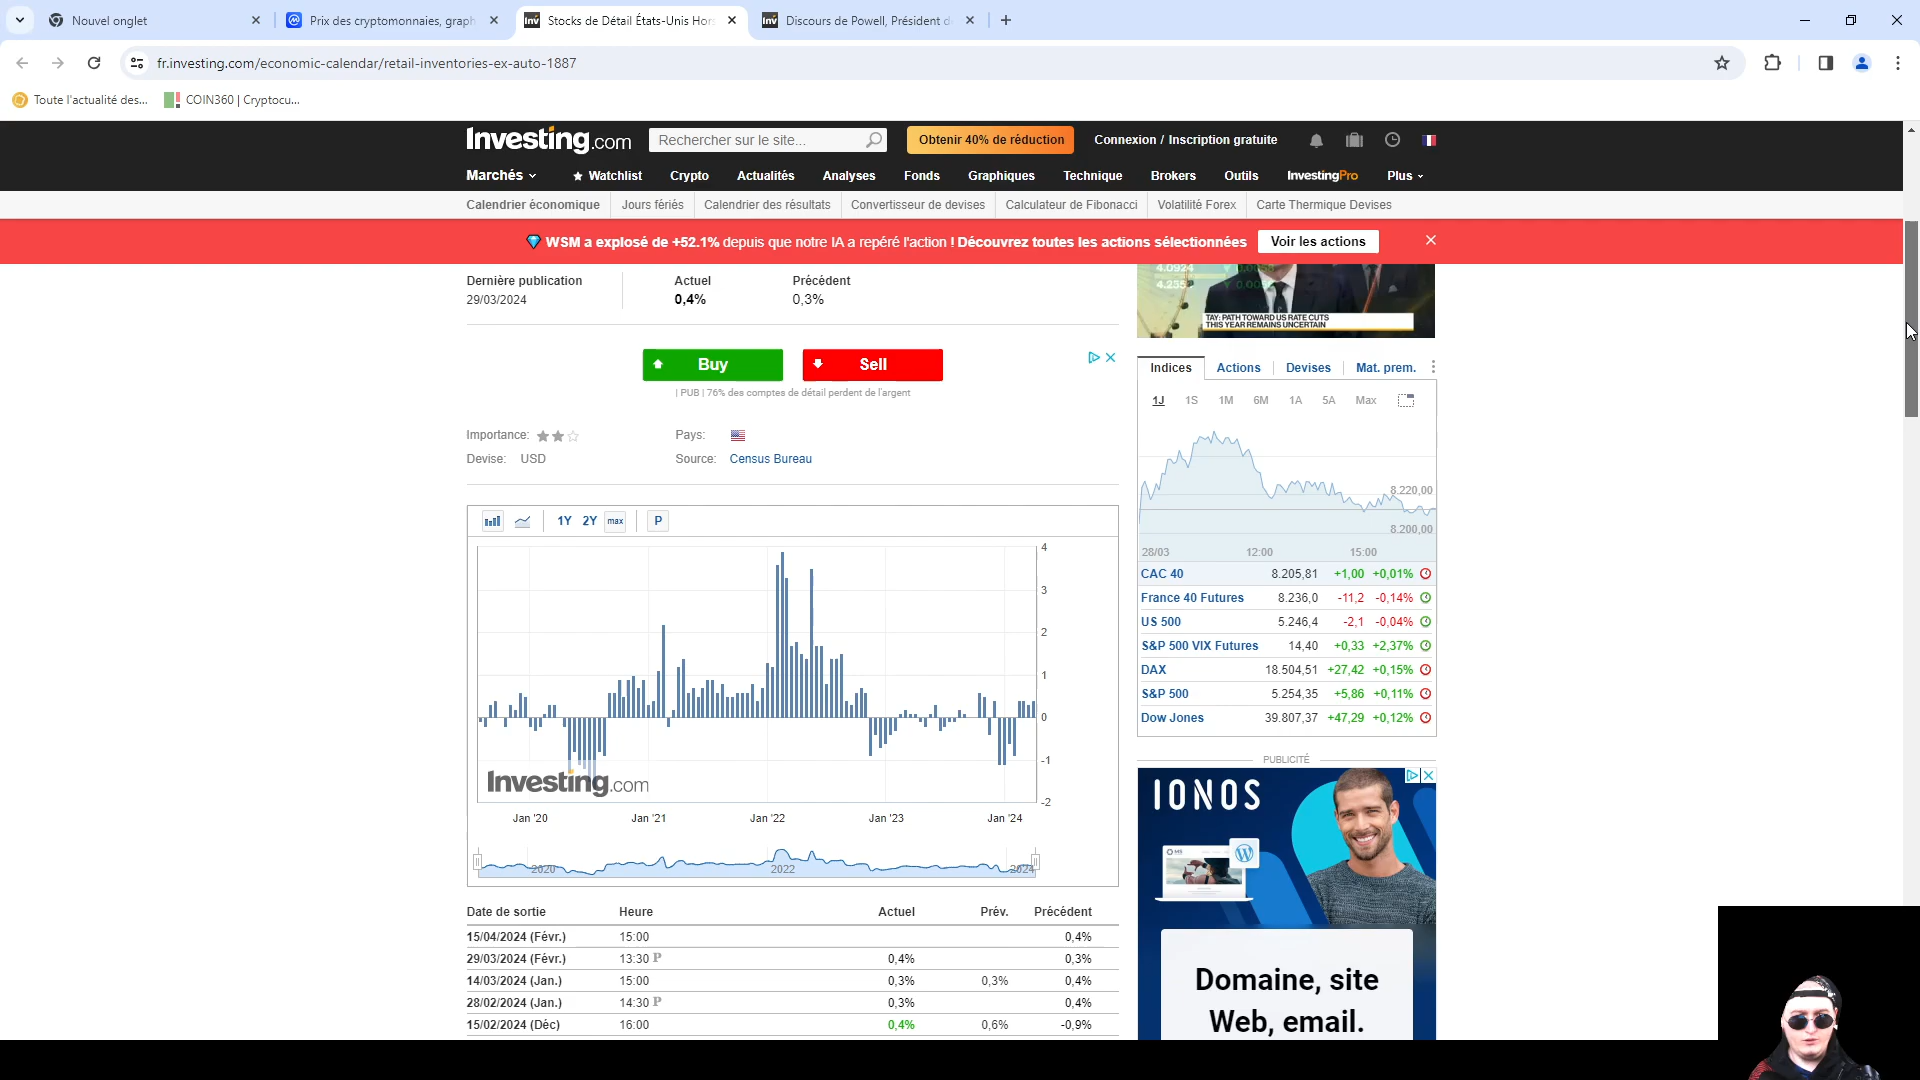 Nouvel onglet
Prix des cryptomonnaies, graph
Stocks de Détail États-Unis Hors
Discours de Powell, Président d
fr.investing.com/economic-calendar/retail-inventories-ex-auto-1887
Toute l'actualité des...
COIN360 | Cryptocu...
Investing.com
Rechercher sur le site...
Obtenir 40% de réduction
Connexion / Inscription gratuite
Marchés
Watchlist
Crypto
Actualités
Analyses
Fonds
Graphiques
Technique
Brokers
Outils
InvestingPro
Plus
Calendrier économique
Jours fériés
Calendrier des résultats
Convertisseur de devises
Calculateur de Fibonacci
Volatilité Forex
Carte Thermique Devises
WSM a explosé de +52.1% depuis que notre IA a repéré l'action ! Découvrez toutes les actions sélectionnées
Voir les actions
Dernière publication
29/03/2024
Actuel
0,4%
Précédent
0,3%
4.0924
4.255
TAY: PATH TOWARD US RATE CUTS
THIS YEAR REMAINS UNCERTAIN
Buy
Sell
| PUB | 76% des comptes de détail perdent de l'argent
Importance:
Pays:
Devise: USD
Source: Census Bureau
1Y 2Y max P
4
3
2
1
0
-1
-2
Investing.com
Jan '20 Jan '21 Jan '22 Jan '23 Jan '24
2020 2022 2024
Date de sortie Heure Actuel Prév. Précédent
15/04/2024 (Févr.) 15:00 0,4%
29/03/2024 (Févr.) 13:30 P 0,4% 0,3%
14/03/2024 (Jan.) 15:00 0,3% 0,3% 0,4%
28/02/2024 (Jan.) 14:30 P 0,3% 0,4%
15/02/2024 (Déc) 16:00 0,4% 0,6% -0,9%
Indices Actions Devises Mat. prem.
1J 1S 1M 6M 1A 5A Max
8.220,00
8.200,00
28/03 12:00 15:00
CAC 40 8.205,81 +1,00 +0,01%
France 40 Futures 8.236,0 -11,2 -0,14%
US 500 5.246,4 -2,1 -0,04%
S&P 500 VIX Futures 14,40 +0,33 +2,37%
DAX 18.504,51 +27,42 +0,15%
S&P 500 5.254,35 +5,86 +0,11%
Dow Jones 39.807,37 +47,29 +0,12%
PUBLICITÉ
IONOS
Domaine, site
Web, email.